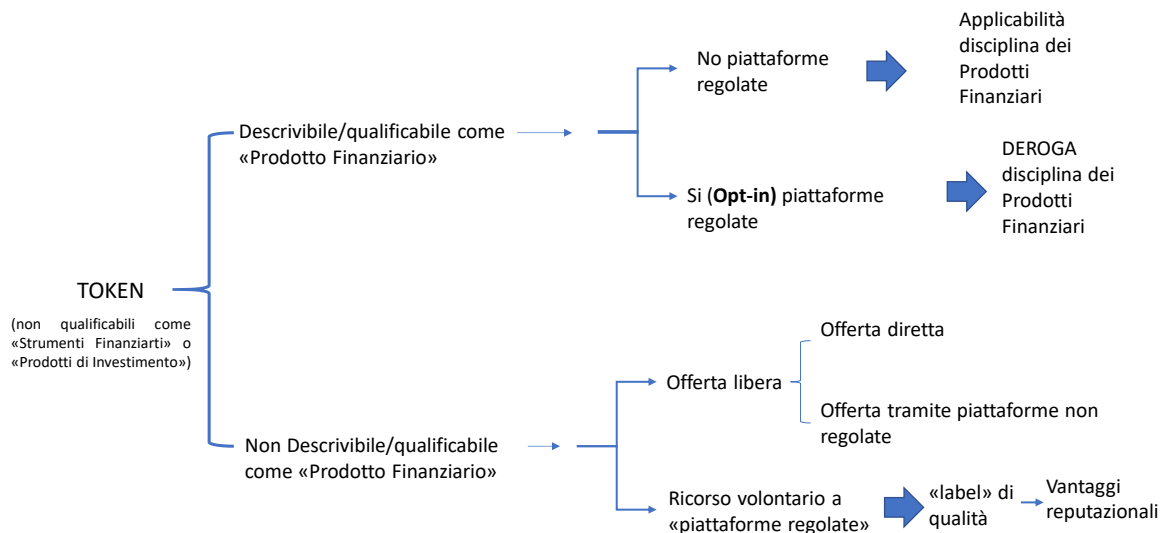 Applicabilità
disciplina dei
Prodotti
Finanziari
No piattaforme
regolate
Descrivibile/qualificabile come
«Prodotto Finanziario»
DEROGA
disciplina dei
Prodotti
Finanziari
Si (Opt-in) piattaforme
regolate
TOKEN
(non qualificabili come
«Strumenti Finanziarti» o
«Prodotti di Investimento»)
Offerta diretta
Offerta libera
Offerta tramite piattaforme non
regolate
Non Descrivibile/qualificabile
come «Prodotto Finanziario»
Ricorso volontario a
«piattaforme regolate»
«label» di
qualità
Vantaggi
reputazionali